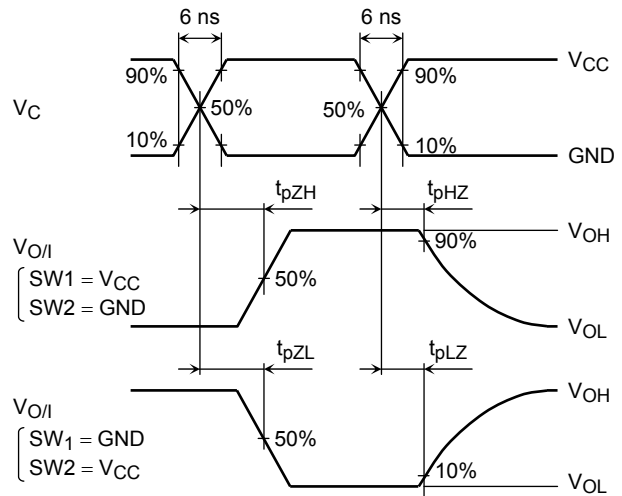 6 ns 6 ns
90% 90% V_CC
V_C 50% 50%
10% 10% GND
t_pZH t_pHZ
V_OH
V_O/I 90%
SW1 = V_CC 50%
SW2 = GND
V_OL
t_pZL t_pLZ
V_OH
V_O/I
SW_1 = GND 50%
SW2 = V_CC 10%
V_OL